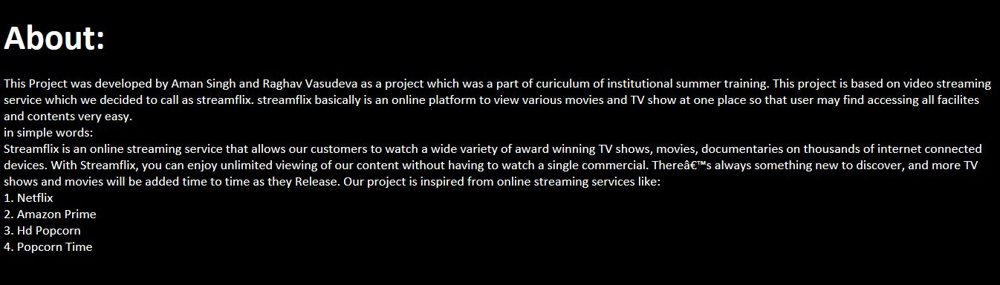 About:
This Project was developed by Aman Singh and Raghav Vasudeva as a project which was a part of curiculum of institutional summer training. This project is based on video streaming
service which we decided to call as streamflix. streamflix basically is an online platform to view various movies and TV show at one place so that user may find accessing all facilites
and contents very easy.
in simple words:
Streamflix is an online streaming service that allows our customers to watch a wide variety of award winning TV shows, movies, documentaries on thousands of internet connected
devices. With Streamflix, you can enjoy unlimited viewing of our content without having to watch a single commercial. Thereâ€™s always something new to discover, and more TV
shows and movies will be added time to time as they Release. Our project is inspired from online streaming services like:
1. Netflix
2. Amazon Prime
3. Hd Popcorn
4. Popcorn Time